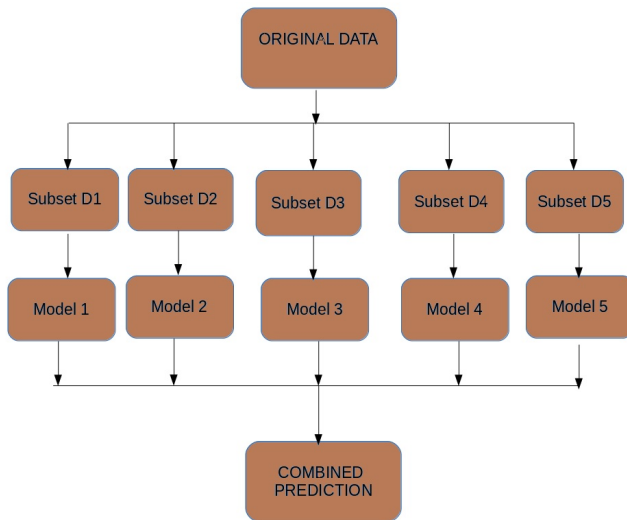 ORIGINAL DATA
Subset D1
Subset D2
Subset D3
Subset D4
Subset D5
Model 1
Model 2
Model 3
Model 4
Model 5
COMBINED
PREDICTION